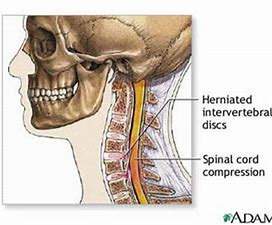 Herniated
intervertebral
discs
Spinal cord
compression
ADAM